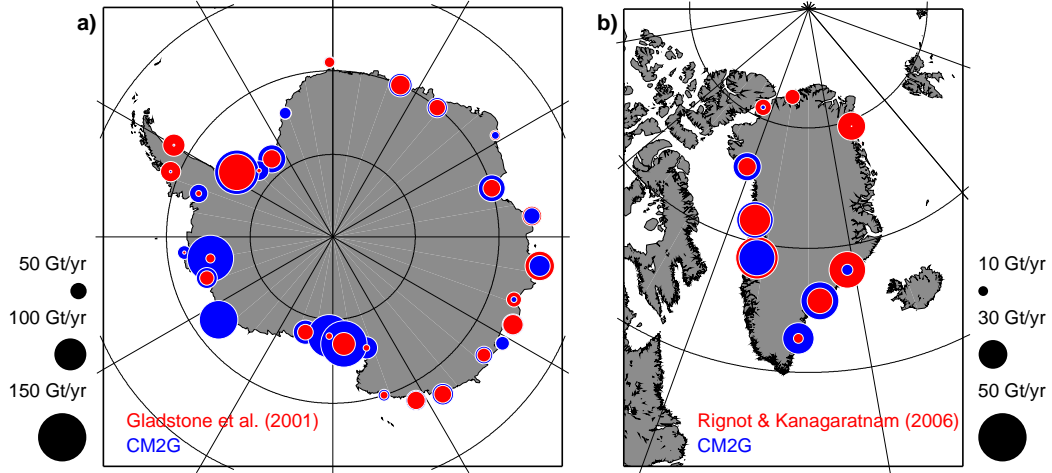 a)
50 Gt/yr
100 Gt/yr
150 Gt/yr
Gladstone et al. (2001)
CM2G
b)
10 Gt/yr
30 Gt/yr
50 Gt/yr
Rignot & Kanagaratnam (2006)
CM2G